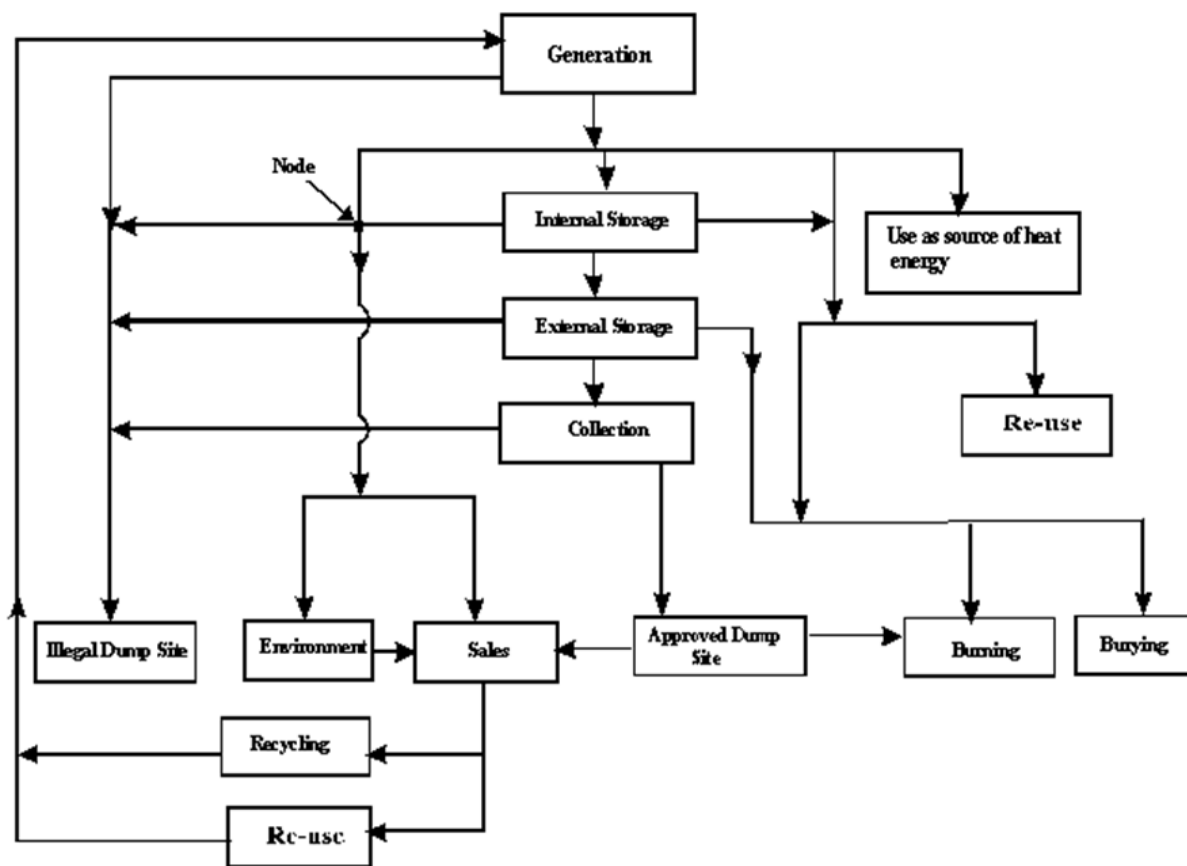 Generation
Node
Internal Storage
Use as source of heat
energy
External Storage
Re-use
Collection
Illegal Dump Site
Environment
Sales
Approved Dump
Site
Burning
Burying
Recycling
Re-use